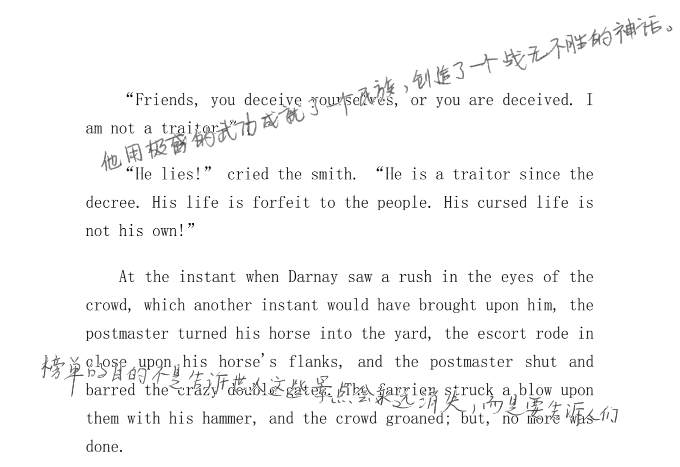 他用极盛的武功成就了一个民族，创造了一个战无不胜的神话。
“Friends, you deceive yourselves, or you are deceived. I
am not a traitor.”
“He lies!” cried the smith. “He is a traitor since the
decree. His life is forfeit to the people. His cursed life is
not his own!”
At the instant when Darnay saw a rush in the eyes of the
crowd, which another instant would have brought upon him, the
postmaster turned his horse into the yard, the escort rode in
close upon his horse's flanks, and the postmaster shut and
榜单的目的不是告诉人们这些景点会永远消失，而是要告诉人们
barred the crazy double gates. The farrier struck a blow upon
them with his hammer, and the crowd groaned; but, no more was
done.